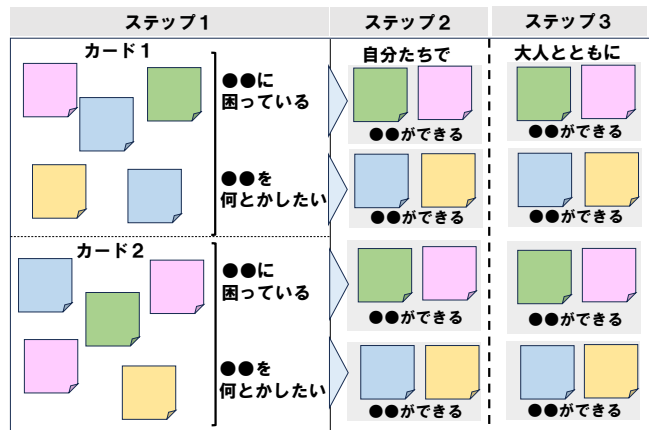 ステップ１
ステップ２
ステップ３
カード１
●●に
困っている
●●を
何とかしたい
自分たちで
●●ができる
●●ができる
大人とともに
●●ができる
●●ができる
カード２
●●に
困っている
●●を
何とかしたい
●●ができる
●●ができる
●●ができる
●●ができる